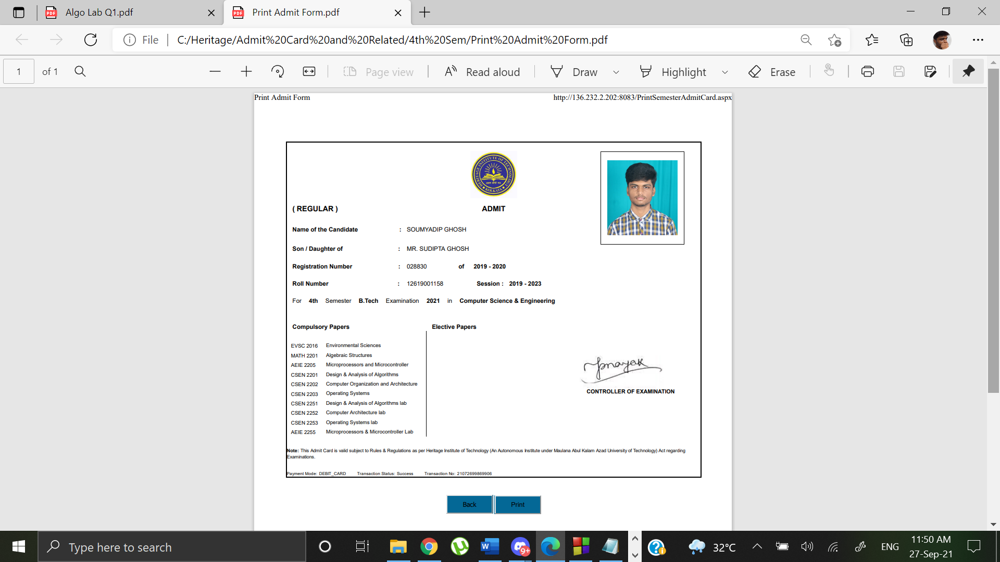 Algo Lab Q1.pdf
Print Admit Form.pdf
File
C:/Heritage/Admit%20Card%20and%20Related/4th%20Sem/Print%20Admit%20Form.pdf
1 of 1
Page view
Read aloud
Draw
Highlight
Erase
Print Admit Form http://136.232.2.202:8083/PrintSemesterAdmitCard.aspx
HERITAGE INSTITUTE OF TECHNOLOGY
KOLKATA
( REGULAR ) ADMIT
Name of the Candidate : SOUMYADIP GHOSH
Son / Daughter of : MR. SUDIPTA GHOSH
Registration Number : 028830 of 2019 - 2020
Roll Number : 12619001158 Session : 2019 - 2023
For 4th Semester B.Tech Examination 2021 in Computer Science & Engineering
Compulsory Papers Elective Papers
EVSC 2016 Environmental Sciences
MATH 2201 Algebraic Structures
AEIE 2205 Microprocessors and Microcontroller
CSEN 2201 Design & Analysis of Algorithms
CSEN 2202 Computer Organization and Architecture
CSEN 2203 Operating Systems
CSEN 2251 Design & Analysis of Algorithms lab
CSEN 2252 Computer Architecture lab
CSEN 2253 Operating Systems lab
AEIE 2255 Microprocessors & Microcontroller Lab
CONTROLLER OF EXAMINATION
Note: This Admit Card is valid subject to Rules & Regulations as per Heritage Institute of Technology (An Autonomous Institute under Maulana Abul Kalam Azad University of Technology) Act regarding
Examinations.
Payment Mode: DEBIT_CARD Transaction Status: Success Transaction No: 21072699869906
Back Print
Type here to search
9+
32°C
ENG
11:50 AM
27-Sep-21